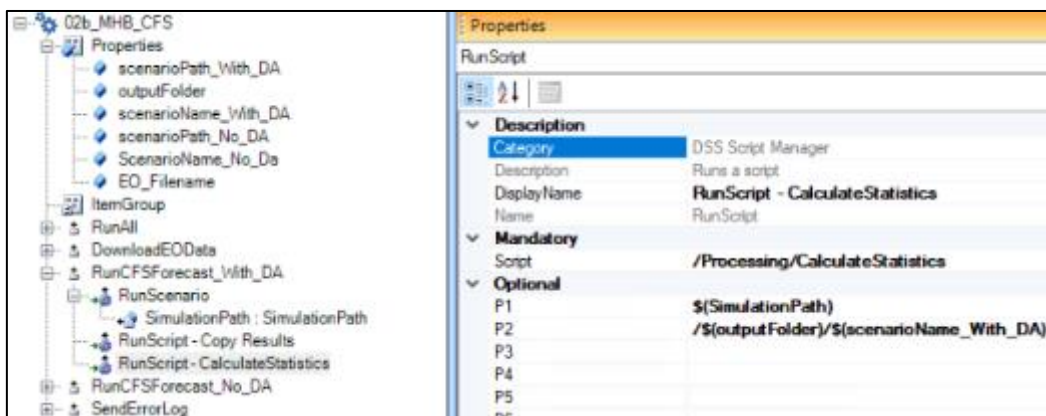 02b_MHB_CFS
Properties
scenarioPath_With_DA
outputFolder
scenarioName_With_DA
scenarioPath_No_DA
ScenarioName_No_Da
EO_Filename
ItemGroup
RunAll
DownloadEOData
RunCFSForecast_With_DA
RunScenario
SimulationPath : SimulationPath
RunScript - Copy Results
RunScript - CalculateStatistics
RunCFSForecast_No_DA
SendErrorLog
Properties
RunScript
Description
Category DSS Script Manager
Description Runs a script
DisplayName RunScript - CalculateStatistics
Name RunScript
Mandatory
Script /Processing/CalculateStatistics
Optional
P1 $(SimulationPath)
P2 /$(outputFolder)/$(scenarioName_With_DA)
P3
P4
P5